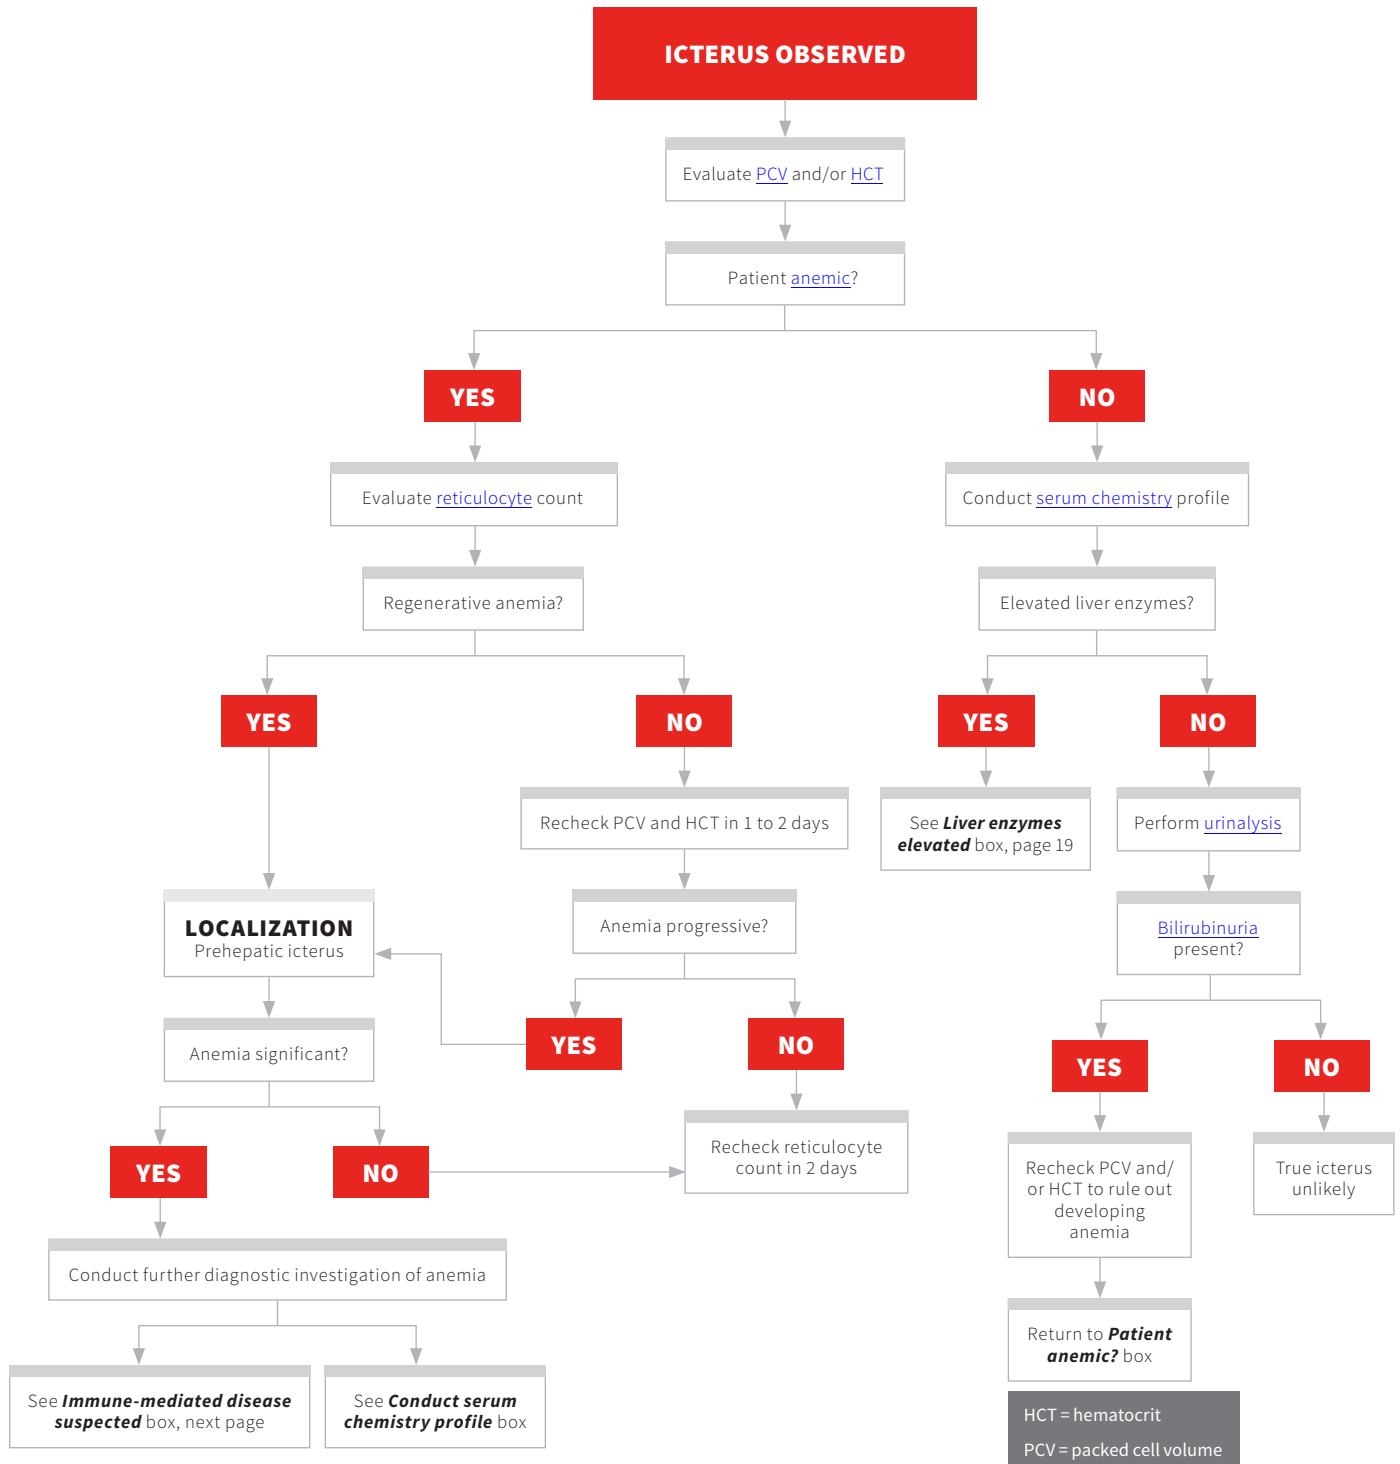 ICTERUS OBSERVED
Evaluate PCV and/or HCT
Patient anemic?
YES
NO
Evaluate reticulocyte count
Conduct serum chemistry profile
Regenerative anemia?
Elevated liver enzymes?
YES
NO
YES
NO
Recheck PCV and HCT in 1 to 2 days
See Liver enzymes
elevated box, page 19
Perform urinalysis
LOCALIZATION
Prehepatic icterus
Anemia progressive?
Bilirubinuria
present?
Anemia significant?
YES
NO
YES
NO
YES
NO
Recheck reticulocyte
count in 2 days
Recheck PCV and/
or HCT to rule out
developing
anemia
True icterus
unlikely
Conduct further diagnostic investigation of anemia
Return to Patient
anemic? box
See Immune-mediated disease
suspected box, next page
See Conduct serum
chemistry profile box
HCT = hematocrit
PCV = packed cell volume